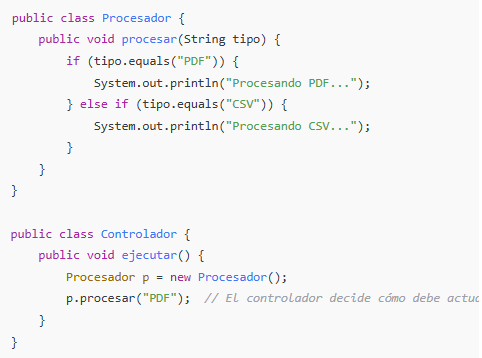 public class Procesador {
    public void procesar(String tipo) {
        if (tipo.equals("PDF")) {
            System.out.println("Procesando PDF...");
        } else if (tipo.equals("CSV")) {
            System.out.println("Procesando CSV...");
        }
    }
}

public class Controlador {
    public void ejecutar() {
        Procesador p = new Procesador();
        p.procesar("PDF");  // El controlador decide cómo debe
    }
}